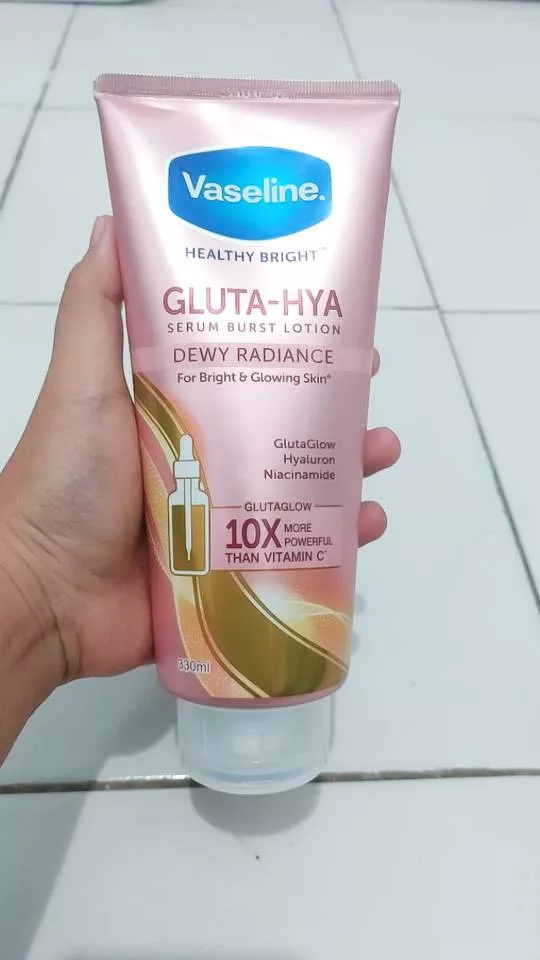 Vaseline.
HEALTHY BRIGHT™
GLUTA-HYA
SERUM BURST LOTION
DEWY RADIANCE
For Bright & Glowing Skin*
GlutaGlow
Hyaluron
Niacinamide
GLUTAGLOW
10X MORE POWERFUL
THAN VITAMIN C*
330ml